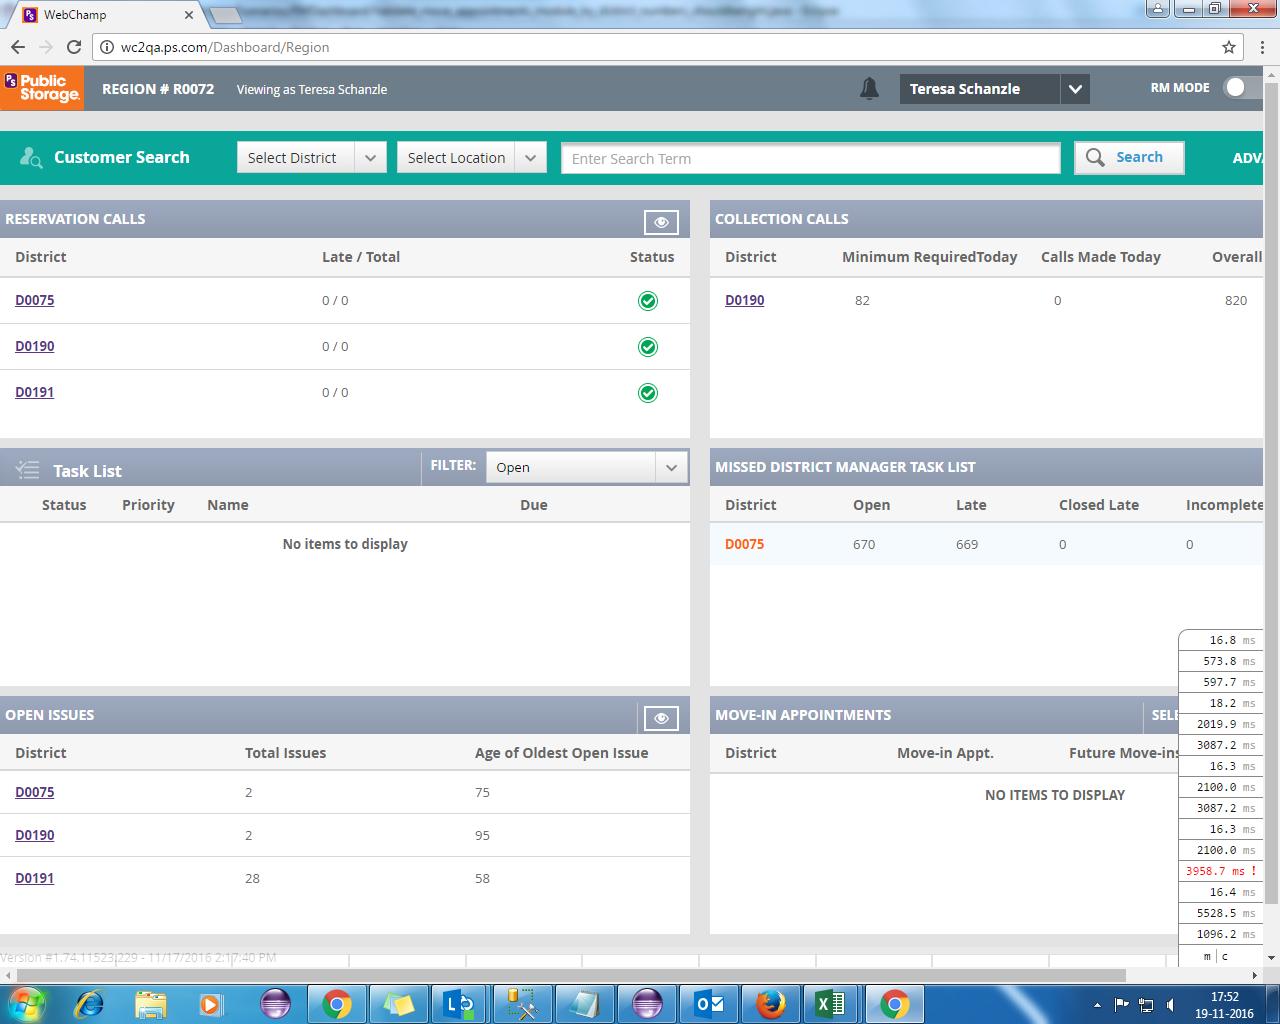 WebChamp
wc2qa.ps.com/Dashboard/Region
PS Public Storage.
REGION # R0072 Viewing as Teresa Schanzle Teresa Schanzle RM MODE
Customer Search Select District Select Location Enter Search Term Search ADV
RESERVATION CALLS
District Late / Total Status
D0075 0 / 0
D0190 0 / 0
D0191 0 / 0
COLLECTION CALLS
District Minimum RequiredToday Calls Made Today Overall
D0190 82 0 820
Task List FILTER: Open
Status Priority Name Due
No items to display
MISSED DISTRICT MANAGER TASK LIST
District Open Late Closed Late Incomplete
D0075 670 669 0 0
OPEN ISSUES
District Total Issues Age of Oldest Open Issue
D0075 2 75
D0190 2 95
D0191 28 58
MOVE-IN APPOINTMENTS SELE
District Move-in Appt. Future Move-ins
NO ITEMS TO DISPLAY
16.8 ms
573.8 ms
597.7 ms
18.2 ms
2019.9 ms
3087.2 ms
16.3 ms
2100.0 ms
3087.2 ms
16.3 ms
2100.0 ms
3958.7 ms !
16.4 ms
5528.5 ms
1096.2 ms
m | c
Version #1.74.11523.229 - 11/17/2016 2:17:40 PM
17:52
19-11-2016